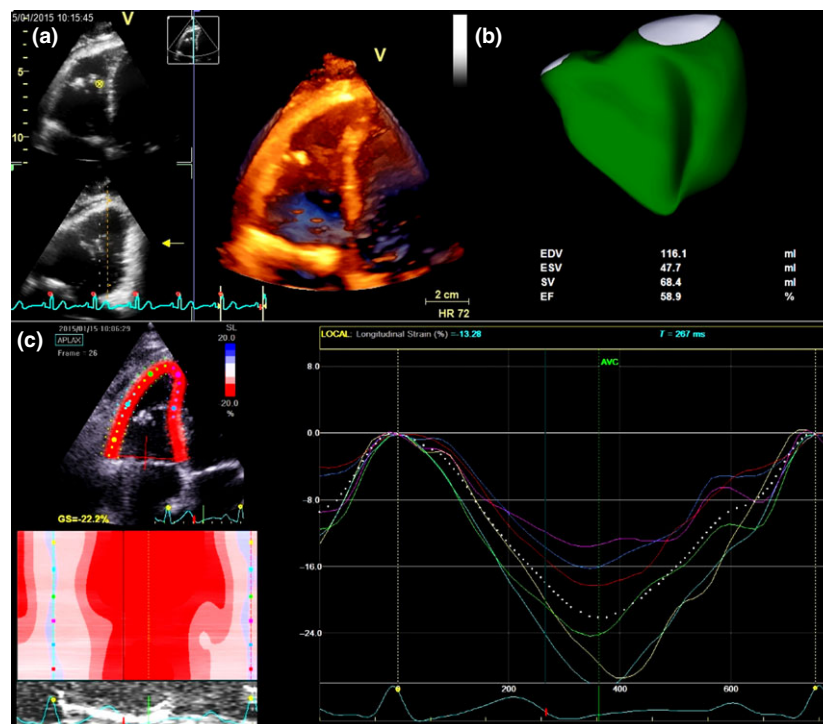 5/01/2015 10:15:45
V
(a)
5
10
V
2 cm
HR 72
(b)
EDV 116.1 ml
ESV 47.7 ml
SV 68.4 ml
EF 58.9 %
(c)
2015/01/15 10:06:29
APLAX
Frame = 26
SL
20.0
-20.0
%
GS=-22.2%
LOCAL: Longitudinal Strain (%) =-13.28 T = 267 ms
AVC
8.0
0.0
-8.0
-16.0
-24.0
200 400 600